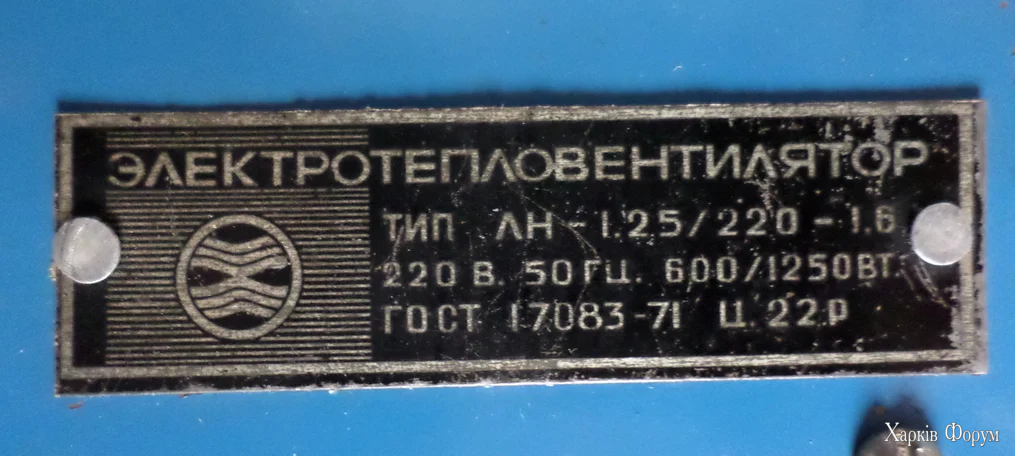 ЭЛЕКТРОТЕПЛОВЕНТИЛЯТОР
ТИП ЛН-1.25/220-1.6
220 В. 50 ГЦ. 600/1250 ВТ.
ГОСТ 17083-71 Ц. 22 Р
Харків Форум